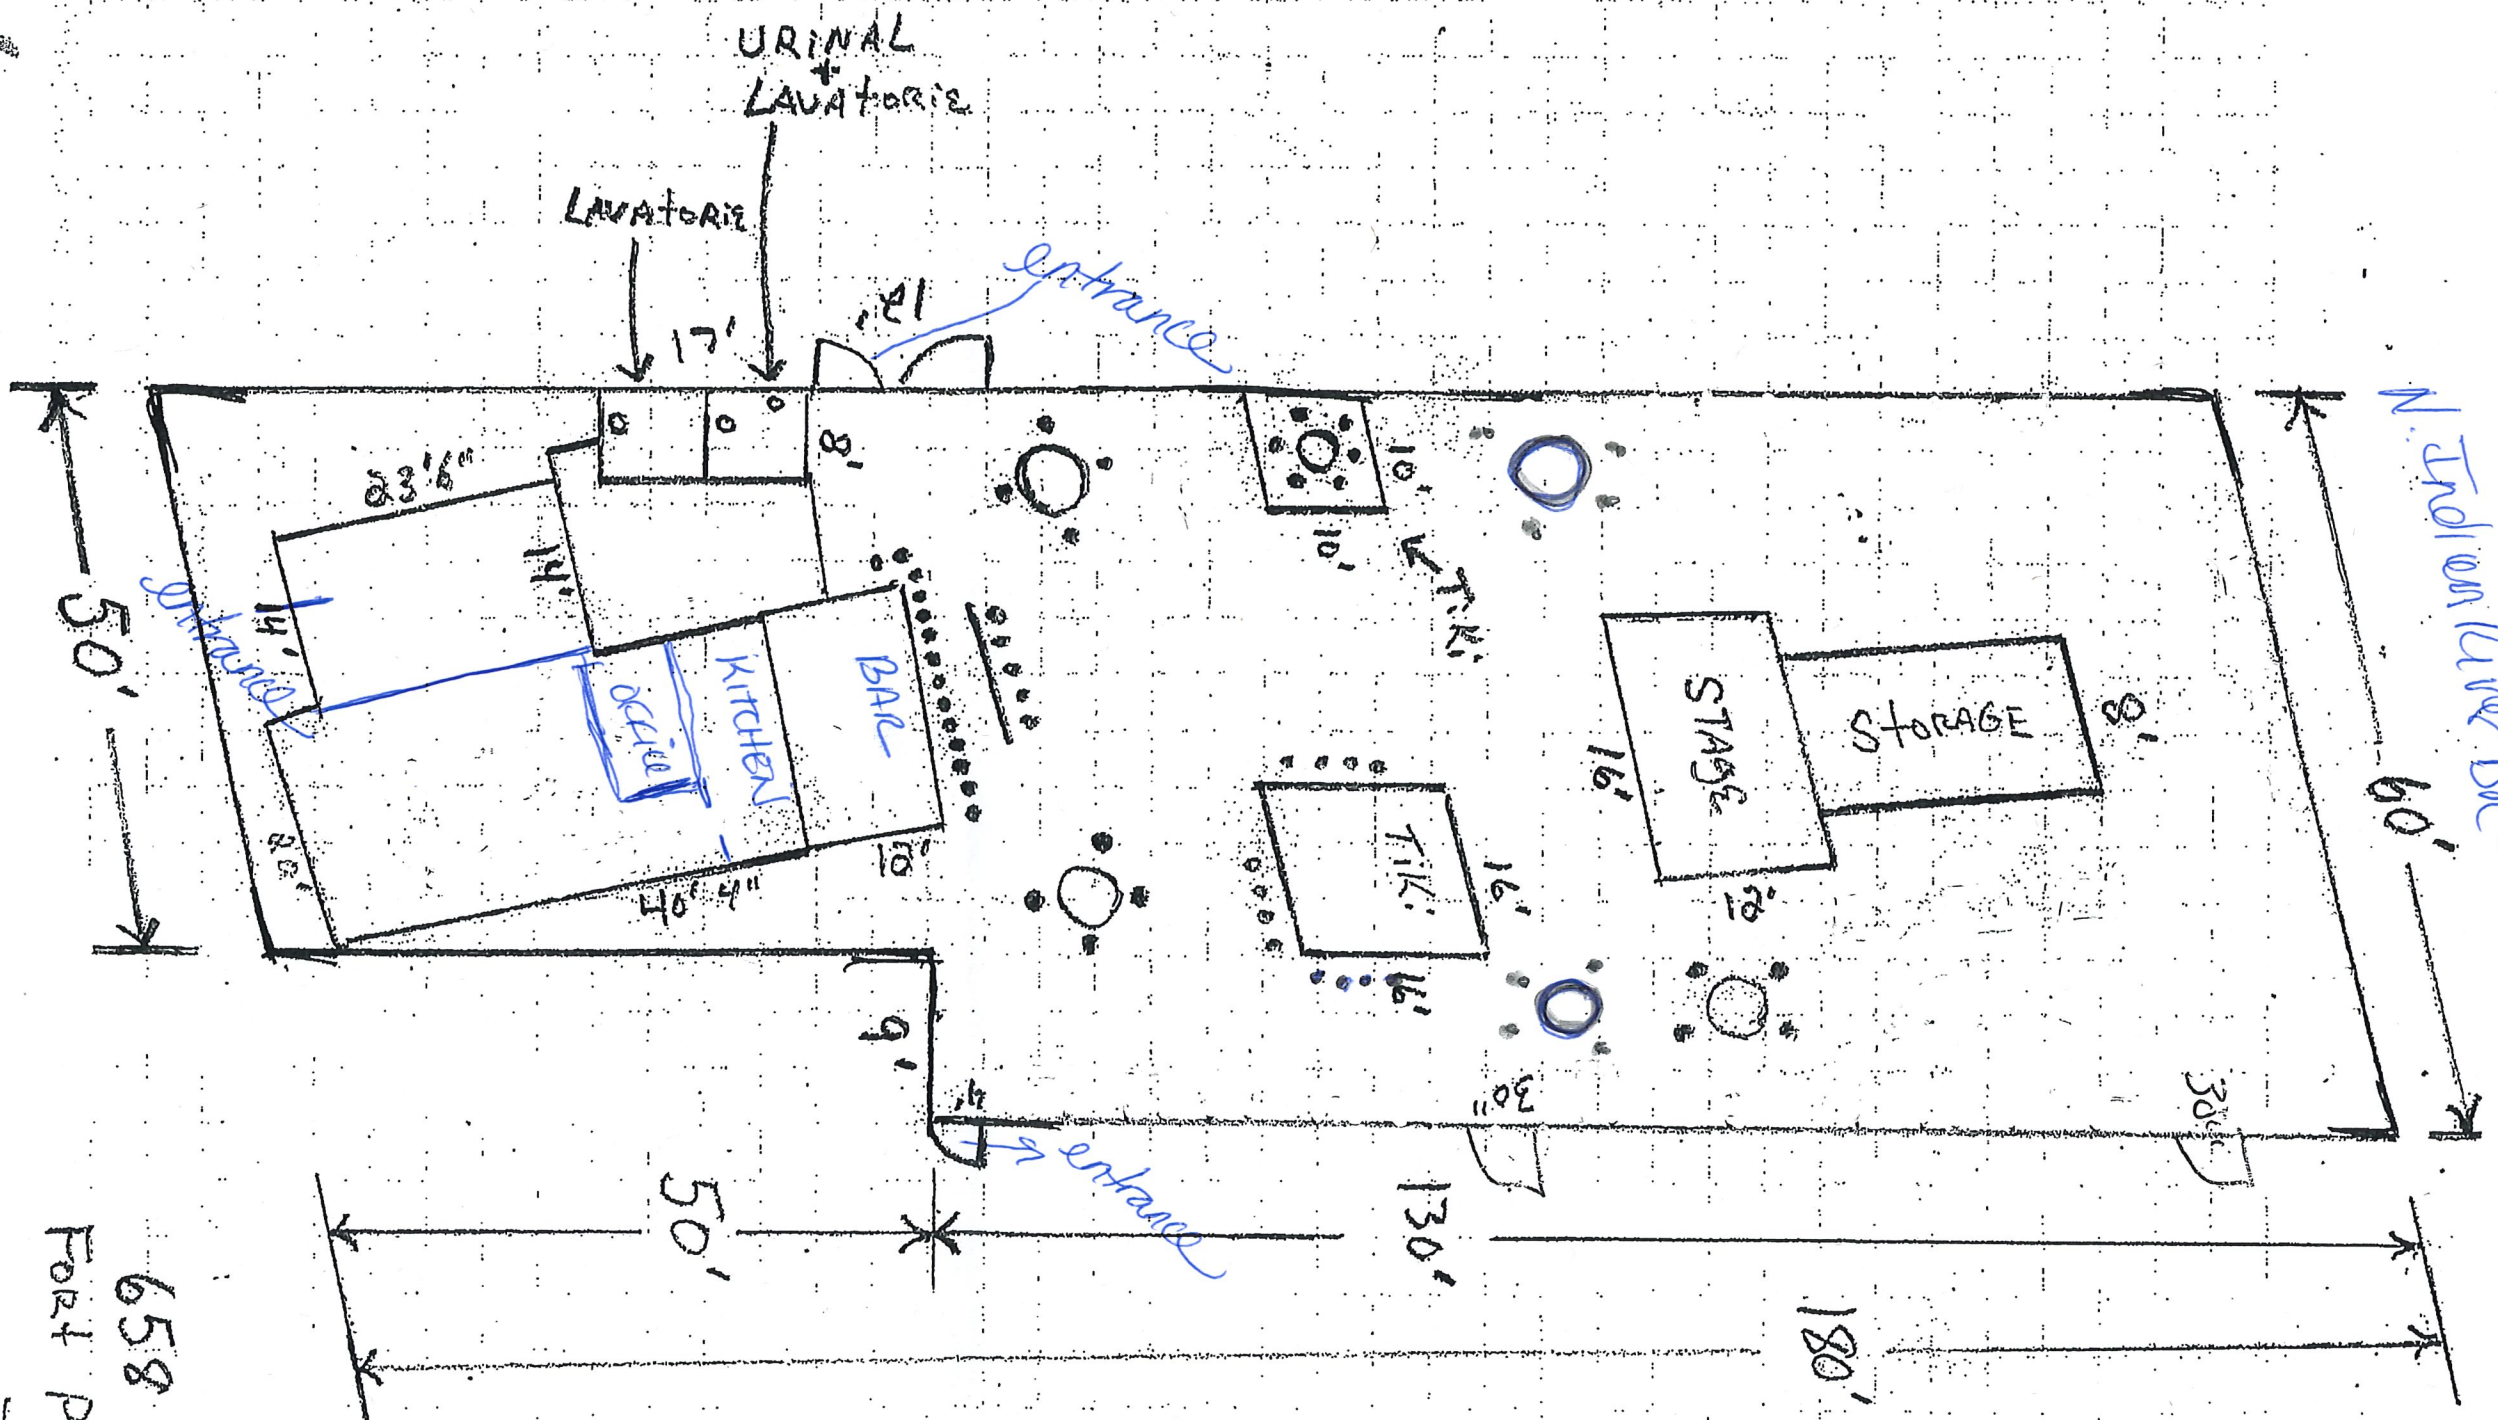 URINAL
+
LAVAtoRiE
LAVAtoRiE
17'
12'
entrance
N. Indian River Dr
23'6"
8'
10'
10'
Tiki
14'
14'
entrance
50'
OFFICE
KITCHEN
BAR
STAGE
StORAGE
8'
16'
12'
60'
20'
40' 4"
12'
TiKi
16'
16'
9'
4'
entrance
30"
30"
50'
130'
180'
658
FoRt P